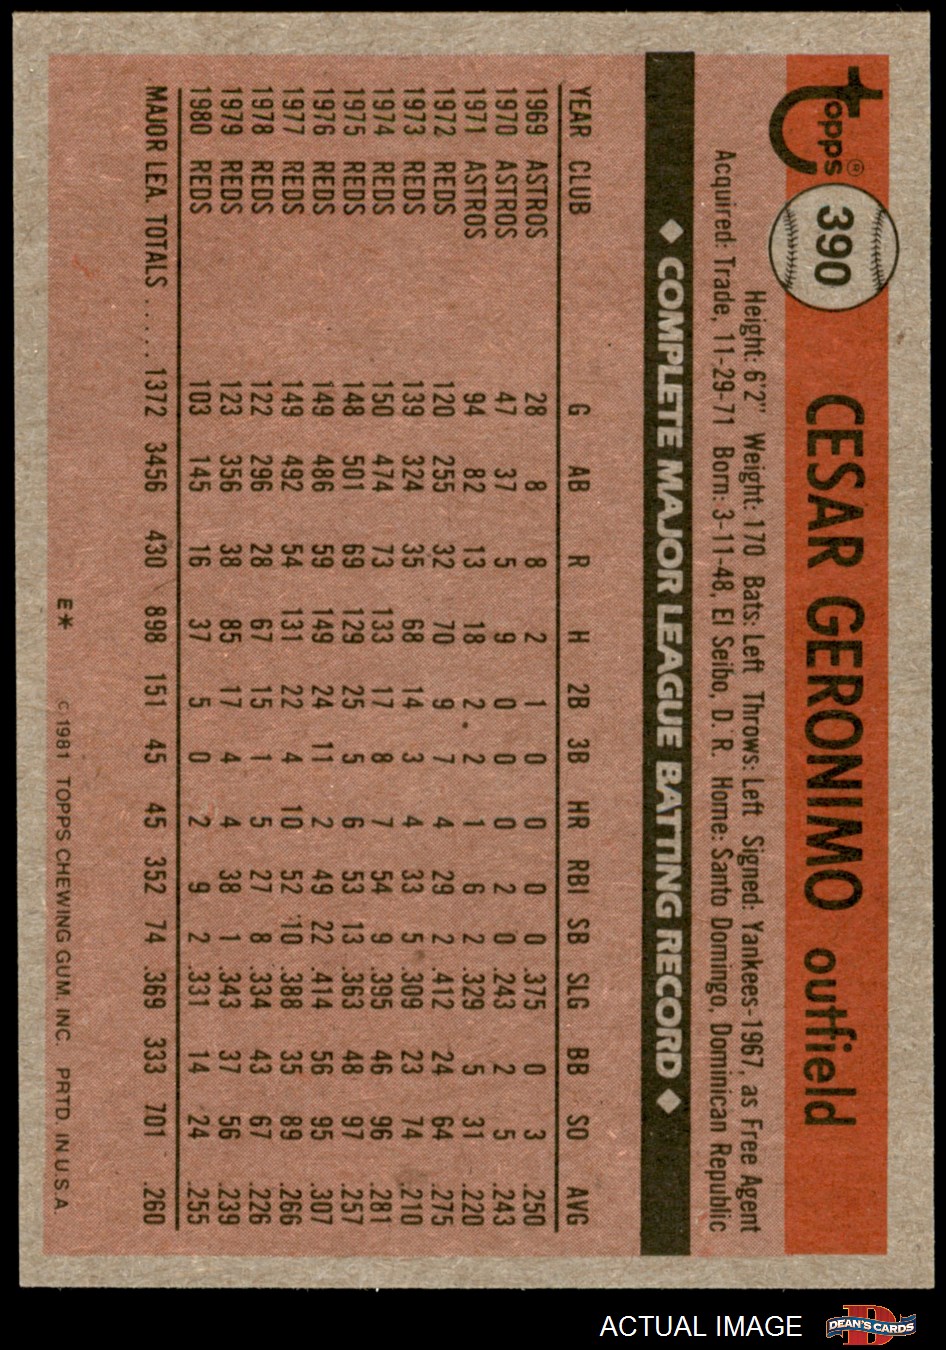 topps® 390 CESAR GERONIMO outfield
Height: 6'2" Weight: 170 Bats: Left Throws: Left Signed: Yankees-1967, as Free Agent
Acquired: Trade, 11-29-71 Born: 3-11-48, El Seibo, D. R. Home: Santo Domingo, Dominican Republic
◆ COMPLETE MAJOR LEAGUE BATTING RECORD ◆
YEAR CLUB G AB R H 2B 3B HR RBI SB SLG BB SO AVG
1969 ASTROS 28 8 8 2 1 0 0 0 0 .375 0 3 .250
1970 ASTROS 47 37 5 9 0 0 0 2 0 .243 2 5 .243
1971 ASTROS 94 82 13 18 2 2 1 6 2 .329 5 31 .220
1972 REDS 120 255 32 70 9 7 4 29 2 .412 24 64 .275
1973 REDS 139 324 35 68 14 3 4 33 5 .309 23 74 .210
1974 REDS 150 474 73 133 17 8 7 54 9 .395 46 96 .281
1975 REDS 148 501 69 129 25 5 6 53 13 .363 48 97 .257
1976 REDS 149 486 59 149 24 11 2 49 22 .414 56 95 .307
1977 REDS 149 492 54 131 22 4 10 52 10 .388 35 89 .266
1978 REDS 122 296 28 67 15 1 5 27 8 .334 43 67 .226
1979 REDS 123 356 38 85 17 4 4 38 1 .343 37 56 .239
1980 REDS 103 145 16 37 5 0 2 9 2 .331 14 24 .255
MAJOR LEA. TOTALS ..... 1372 3456 430 898 151 45 45 352 74 .369 333 701 .260
E* © 1981 TOPPS CHEWING GUM. INC. PRTD. IN U.S.A.
ACTUAL IMAGE D DEAN'S CARDS